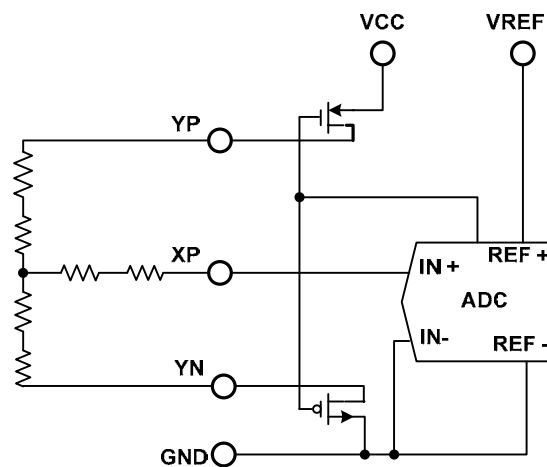 VCC
VREF
YP
XP
IN +
REF +
ADC
IN-
REF -
YN
GND